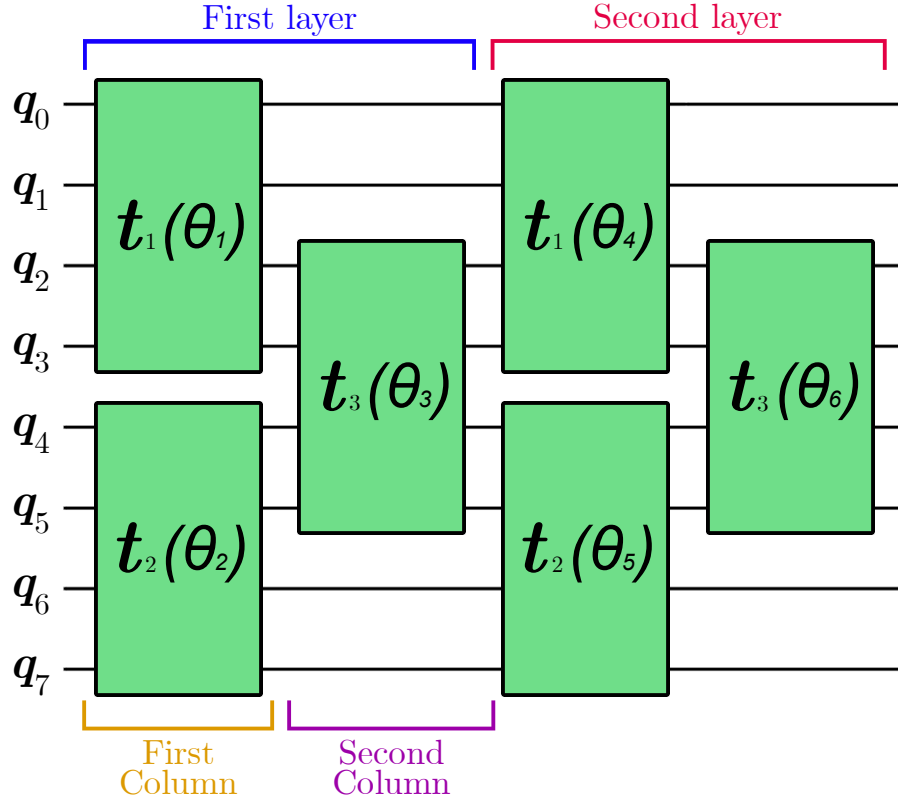 First layer
Second layer
q0
q1
q2
q3
q4
q5
q6
q7
t1(θ1)
t2(θ2)
t3(θ3)
t1(θ4)
t2(θ5)
t3(θ6)
First
Column
Second
Column